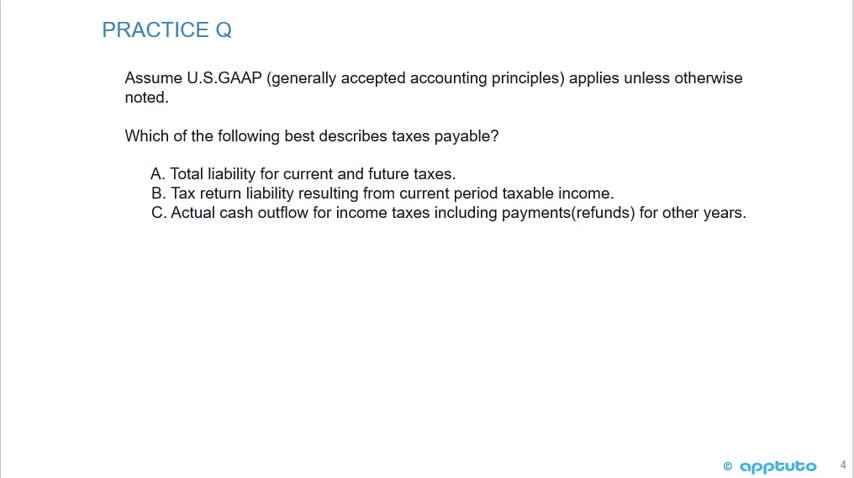 PRACTICE Q
Assume U.S.GAAP (generally accepted accounting principles) applies unless otherwise
noted.
Which of the following best describes taxes payable?
A. Total liability for current and future taxes.
B. Tax return liability resulting from current period taxable income.
C. Actual cash outflow for income taxes including payments(refunds) for other years.
© apptuto 4